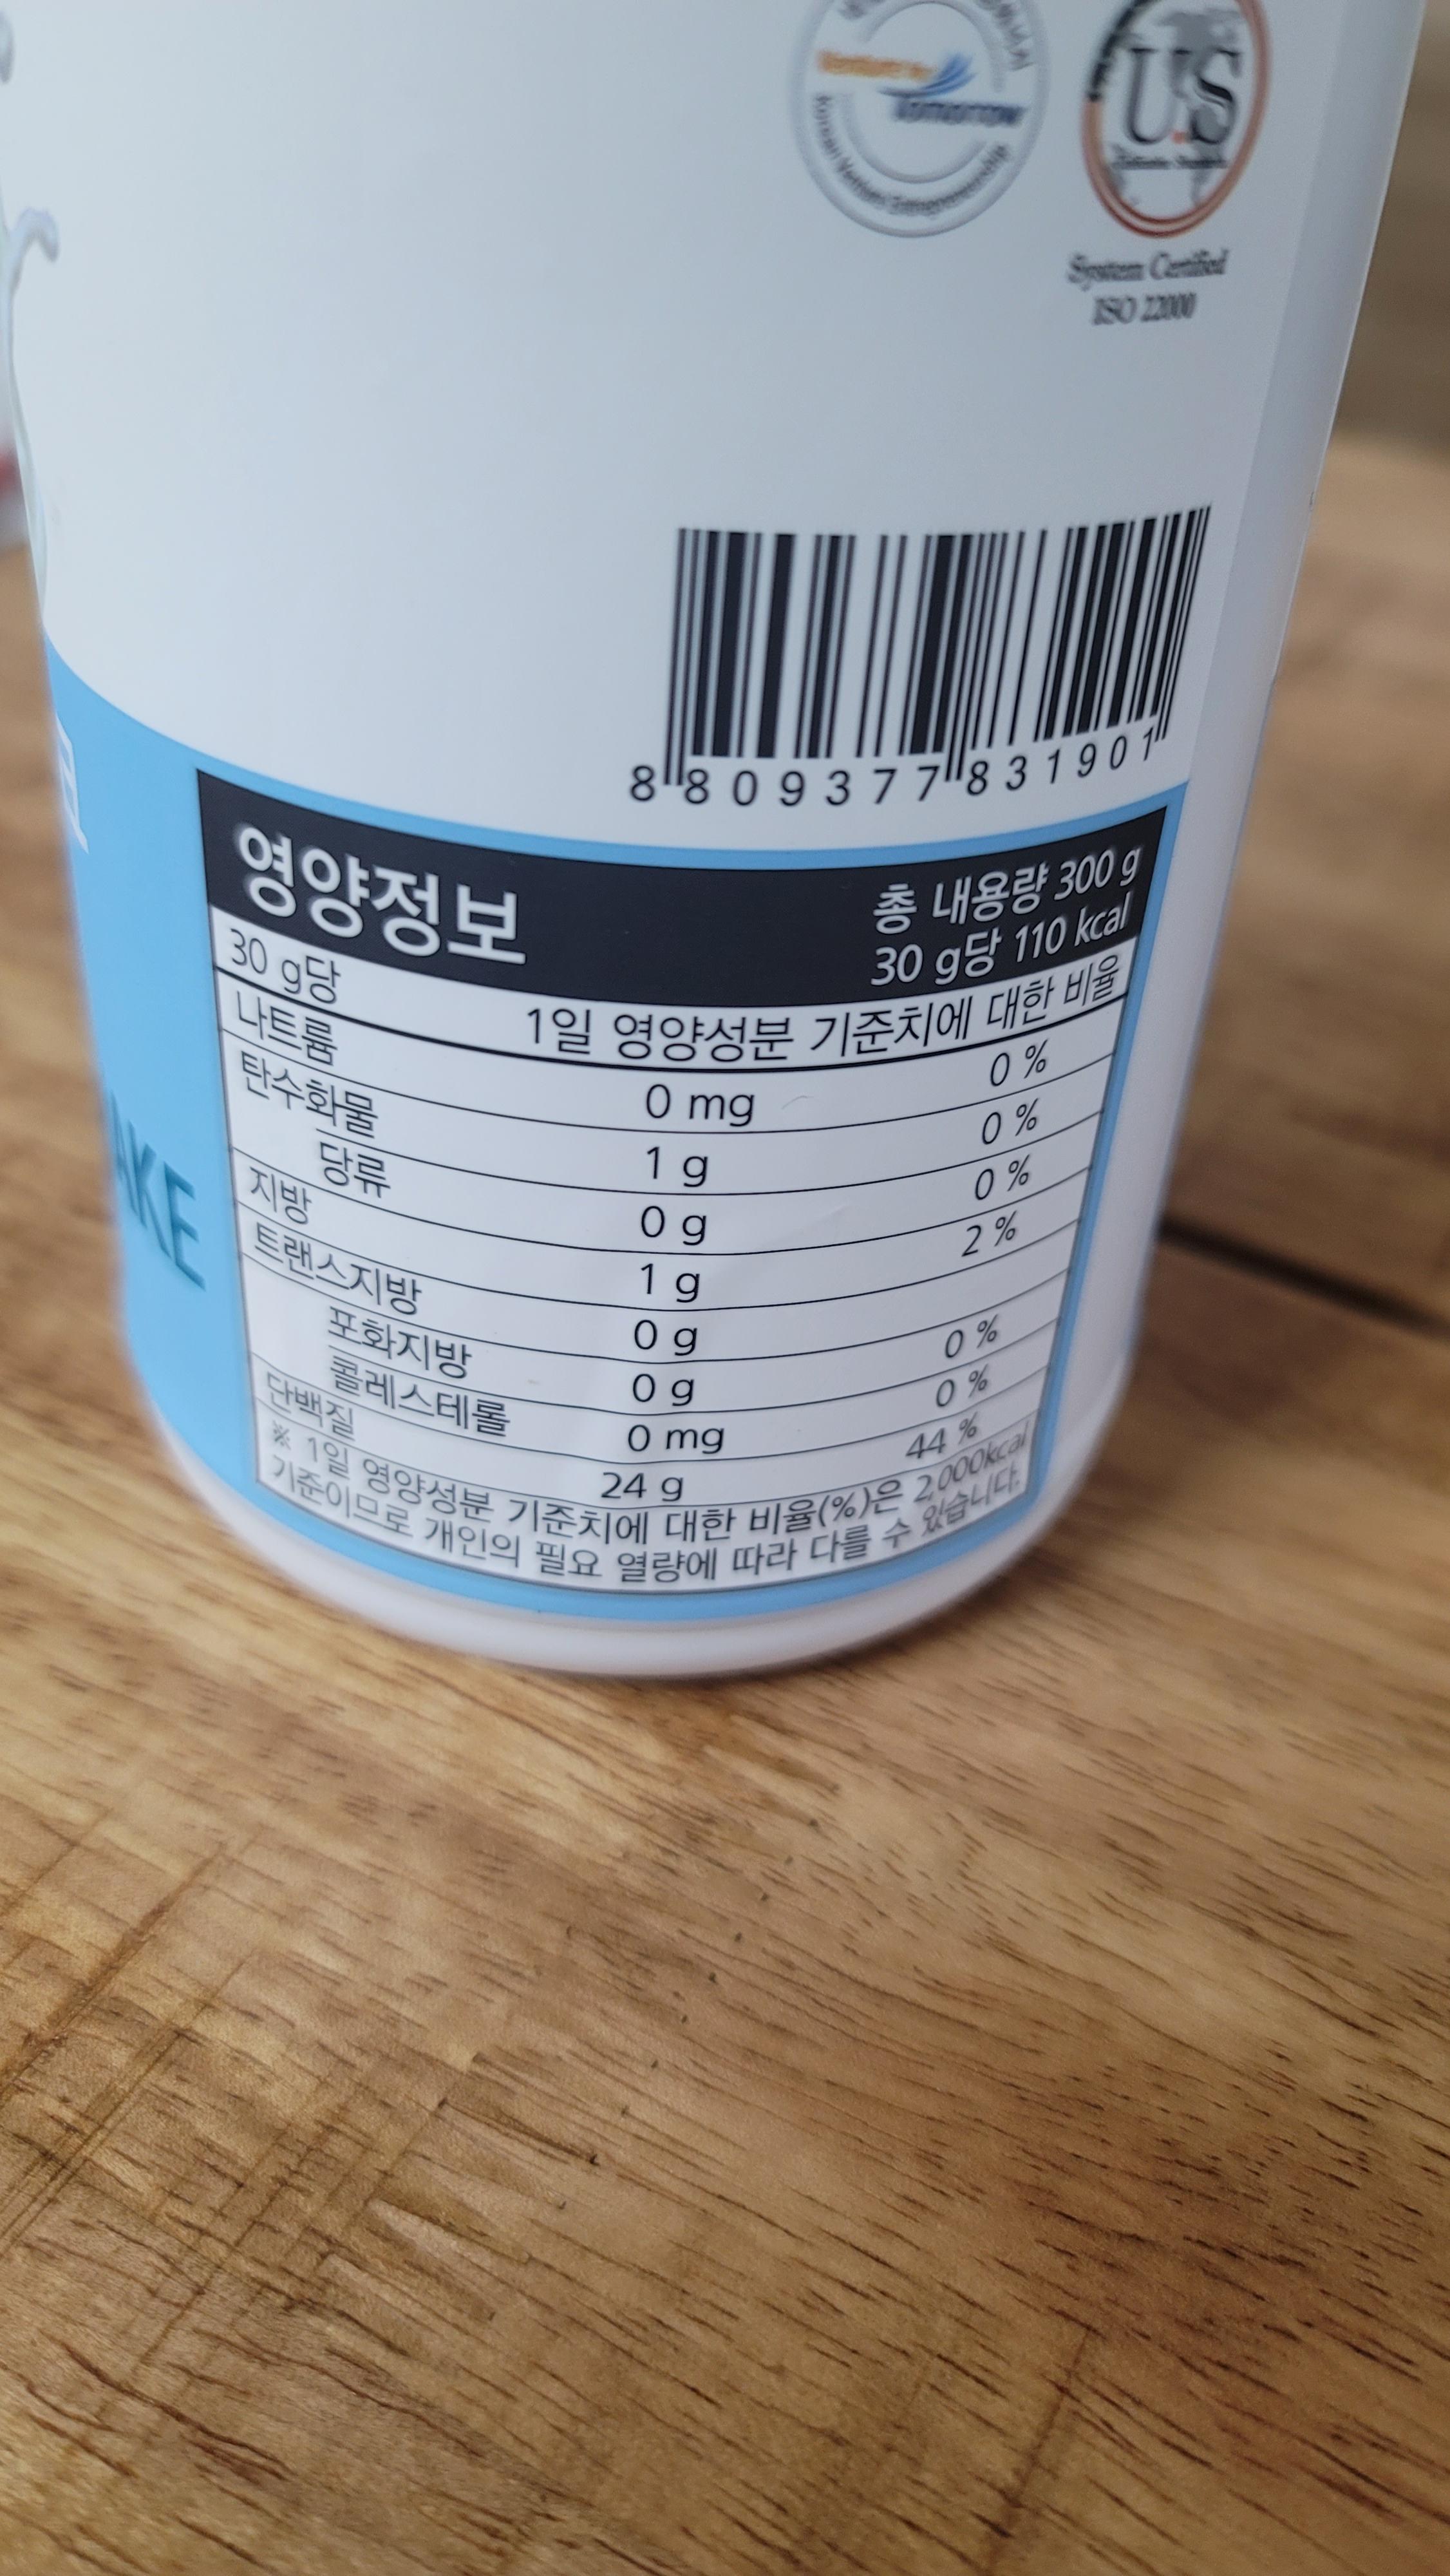 Tomorrow
U.S
System Certified
ISO 22000
8 809377 831901
영양정보
총 내용량 300 g
30 g당 110 kcal
30 g당 1일 영양성분 기준치에 대한 비율
나트륨 0 mg 0 %
탄수화물 1 g 0 %
당류 0 g 0 %
지방 1 g 2 %
트랜스지방 0 g
포화지방 0 g 0 %
콜레스테롤 0 mg 0 %
단백질 24 g 44 %
※ 1일 영양성분 기준치에 대한 비율(%)은 2,000kcal
기준이므로 개인의 필요 열량에 따라 다를 수 있습니다.
AKE